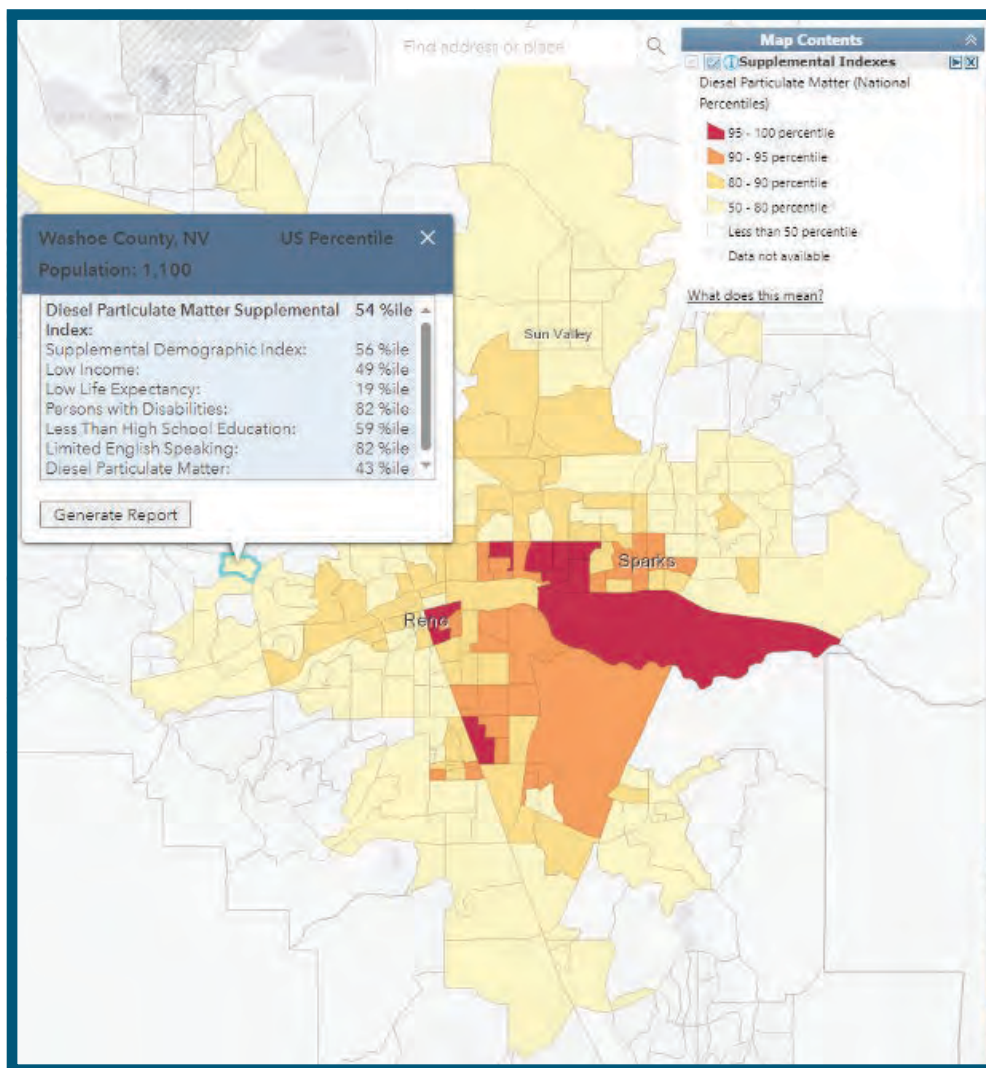 Find address or place
Map Contents
Supplemental Indexes
Diesel Particulate Matter (National
Percentiles)
95 - 100 percentile
90 - 95 percentile
80 - 90 percentile
50 - 80 percentile
Less than 50 percentile
Data not available
What does this mean?
Washoe County, NV US Percentile
Population: 1,100
Diesel Particulate Matter Supplemental 54 %ile
Index:
Supplemental Demographic Index: 56 %ile
Low Income: 49 %ile
Low Life Expectancy: 19 %ile
Persons with Disabilities: 82 %ile
Less Than High School Education: 59 %ile
Limited English Speaking: 82 %ile
Diesel Particulate Matter: 43 %ile
Generate Report
Sun Valley
Sparks
Reno